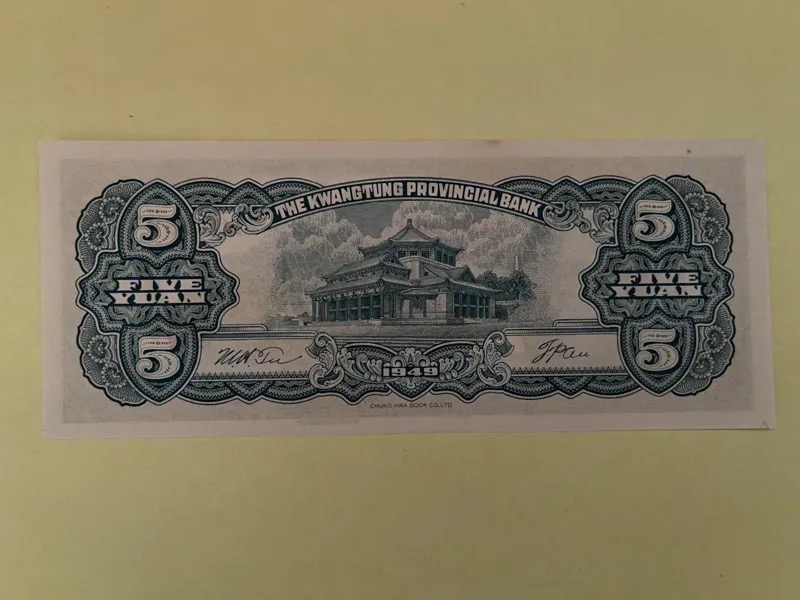 THE KWANGTUNG PROVINCIAL BANK
5
5
FIVE
YUAN
FIVE
YUAN
5
5
1949
CHUNG HWA BOOK CO., LTD.